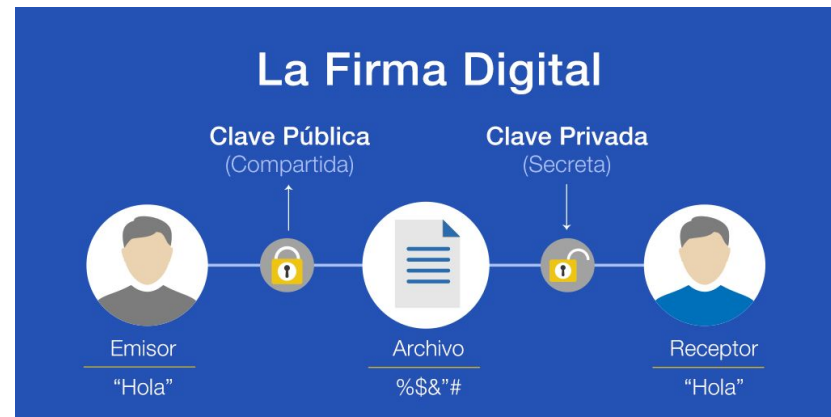 La Firma Digital
Clave Pública
(Compartida)
Clave Privada
(Secreta)
Emisor
"Hola"
Archivo
%$&"#
Receptor
"Hola"